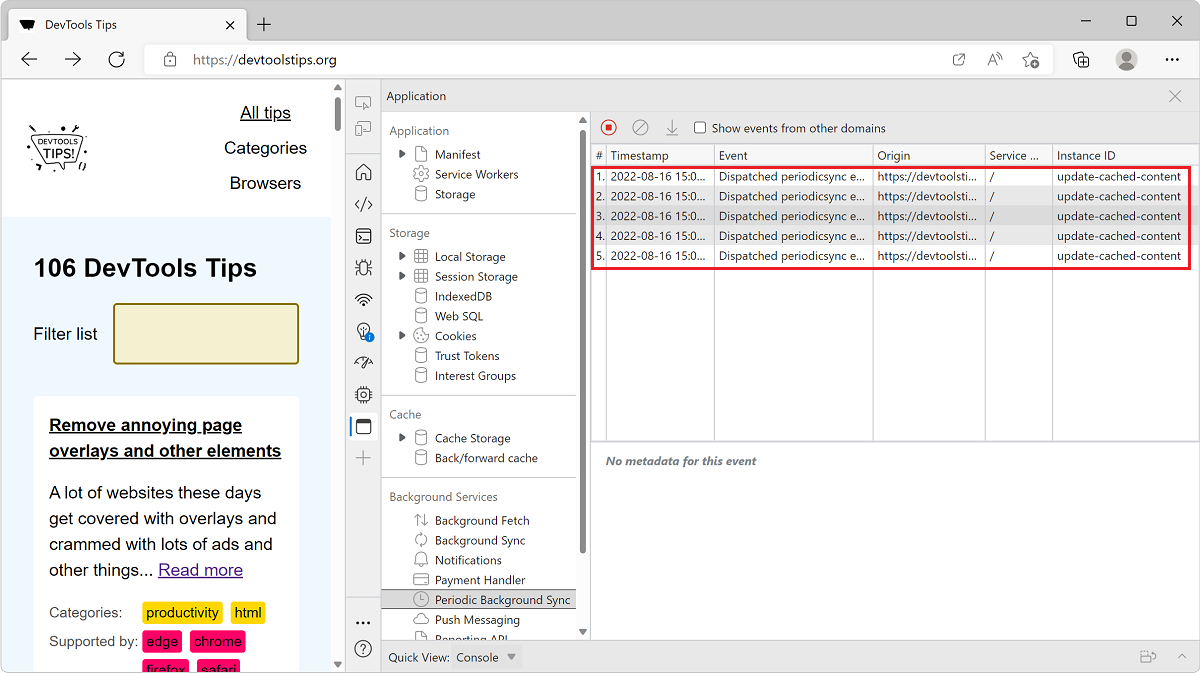 DevTools Tips
https://devtoolstips.org
DEVTOOLS
TIPS!
All tips
Categories
Browsers
106 DevTools Tips
Filter list
Remove annoying page
overlays and other elements
A lot of websites these days
get covered with overlays and
crammed with lots of ads and
other things... Read more
Categories: productivity html
Supported by: edge chrome
firefox safari
Application
Application
Manifest
Service Workers
Storage
Storage
Local Storage
Session Storage
IndexedDB
Web SQL
Cookies
Trust Tokens
Interest Groups
Cache
Cache Storage
Back/forward cache
Background Services
Background Fetch
Background Sync
Notifications
Payment Handler
Periodic Background Sync
Push Messaging
Reporting API
Show events from other domains
# Timestamp Event Origin Service ... Instance ID
1. 2022-08-16 15:0... Dispatched periodicsync e... https://devtoolsti... / update-cached-content
2. 2022-08-16 15:0... Dispatched periodicsync e... https://devtoolsti... / update-cached-content
3. 2022-08-16 15:0... Dispatched periodicsync e... https://devtoolsti... / update-cached-content
4. 2022-08-16 15:0... Dispatched periodicsync e... https://devtoolsti... / update-cached-content
5. 2022-08-16 15:0... Dispatched periodicsync e... https://devtoolsti... / update-cached-content
No metadata for this event
Quick View: Console